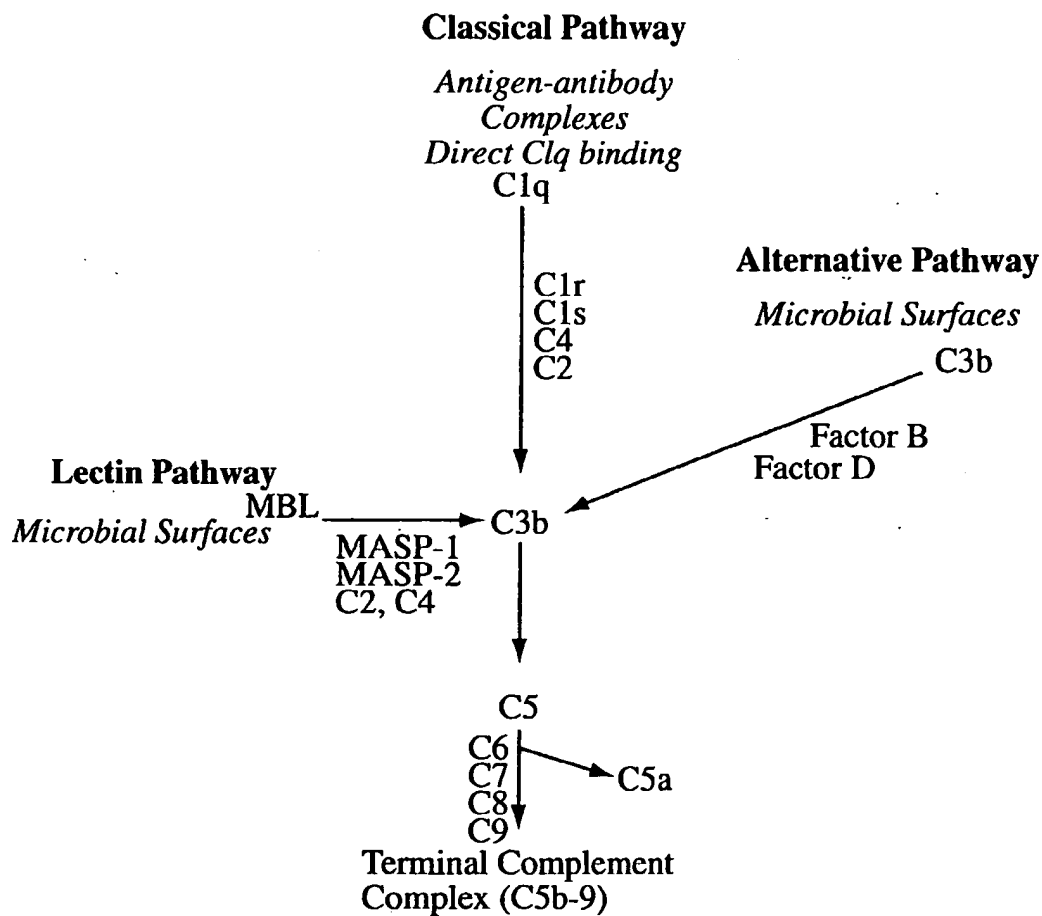 Classical Pathway
Antigen-antibody
Complexes
Direct Clq binding
C1q
C1r
C1s
C4
C2
Alternative Pathway
Microbial Surfaces
C3b
Factor B
Factor D
Lectin Pathway
MBL
Microbial Surfaces
C3b
MASP-1
MASP-2
C2, C4
C5
C6
C7
C8
C9
C5a
Terminal Complement
Complex (C5b-9)